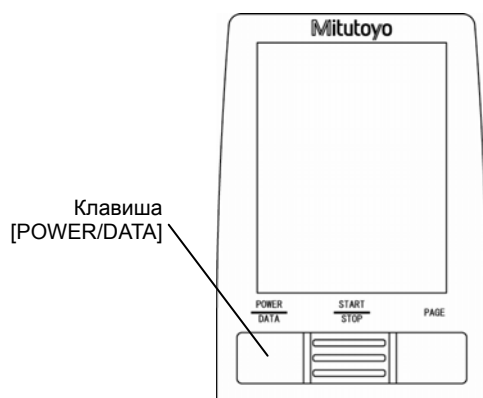 Mitutoyo
Клавиша
[POWER/DATA]
POWER
DATA
START
STOP
PAGE